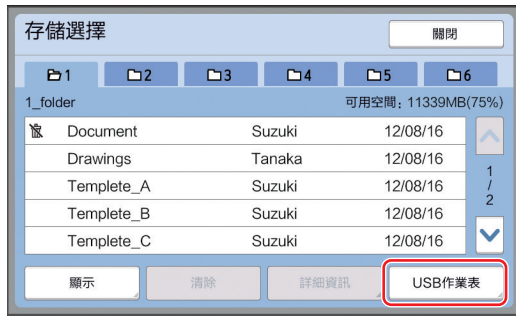 存儲選擇 關閉
1 2 3 4 5 6
1_folder 可用空間：11339MB(75%)
Document Suzuki 12/08/16
Drawings Tanaka 12/08/16
Templete_A Suzuki 12/08/16
Templete_B Suzuki 12/08/16
Templete_C Suzuki 12/08/16
1
/
2
顯示 清除 詳細資訊 USB作業表